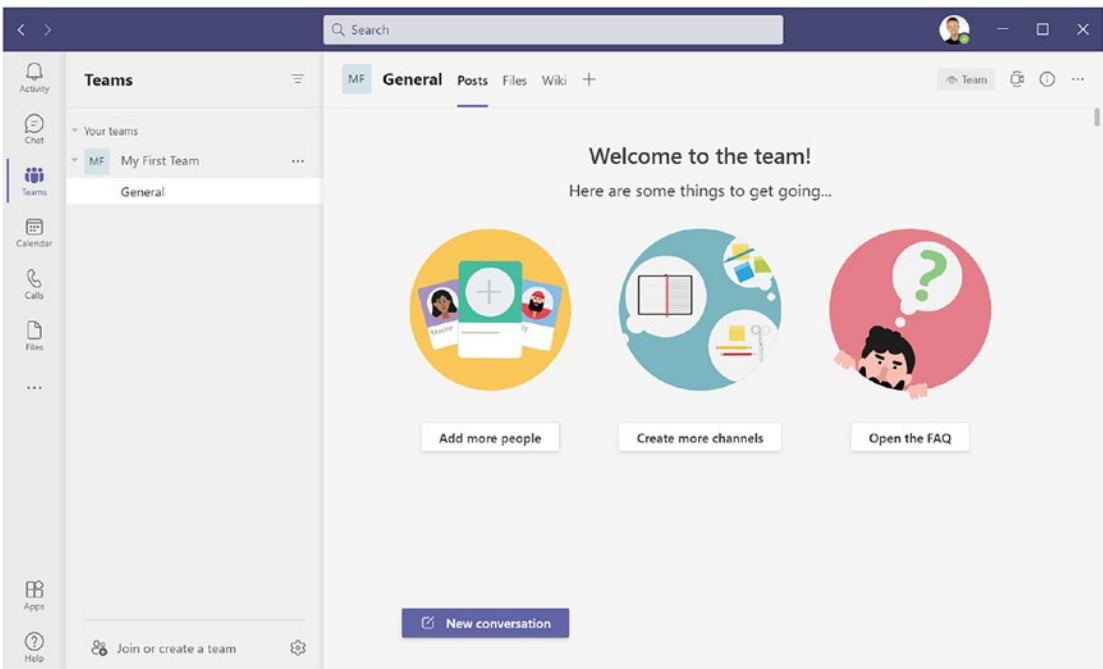 Search
Activity
Chat
Teams
Calendar
Calls
Files
Apps
Help
Teams
Your teams
MF My First Team
General
Join or create a team
MF General Posts Files Wiki
Team
Welcome to the team!
Here are some things to get going...
Maxine
Add more people
Create more channels
Open the FAQ
New conversation